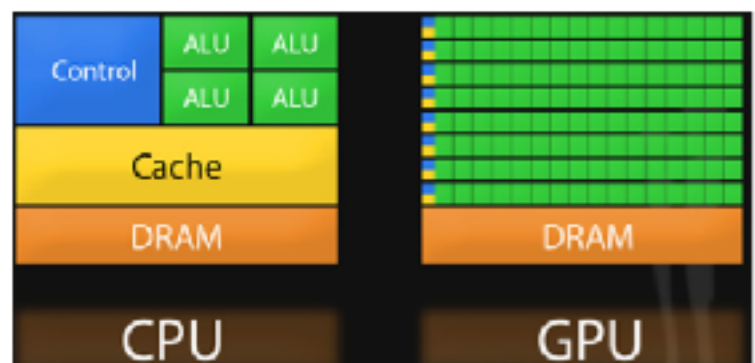 Control
ALU ALU
ALU ALU
Cache
DRAM
CPU
DRAM
GPU